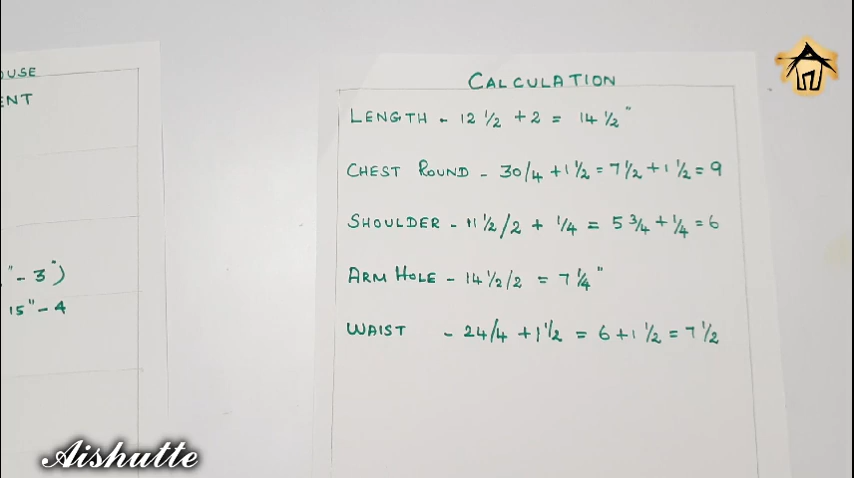 OUSE
ENT
" - 3")
15" - 4
CALCULATION
LENGTH - 12 1/2 + 2 = 14 1/2"
CHEST ROUND - 30/4 + 1 1/2 = 7 1/2 + 1 1/2 = 9
SHOULDER - 11 1/2/2 + 1/4 = 5 3/4 + 1/4 = 6
ARM HOLE - 14 1/2/2 = 7 1/4"
WAIST - 24/4 + 1 1/2 = 6 + 1 1/2 = 7 1/2
Aishutte